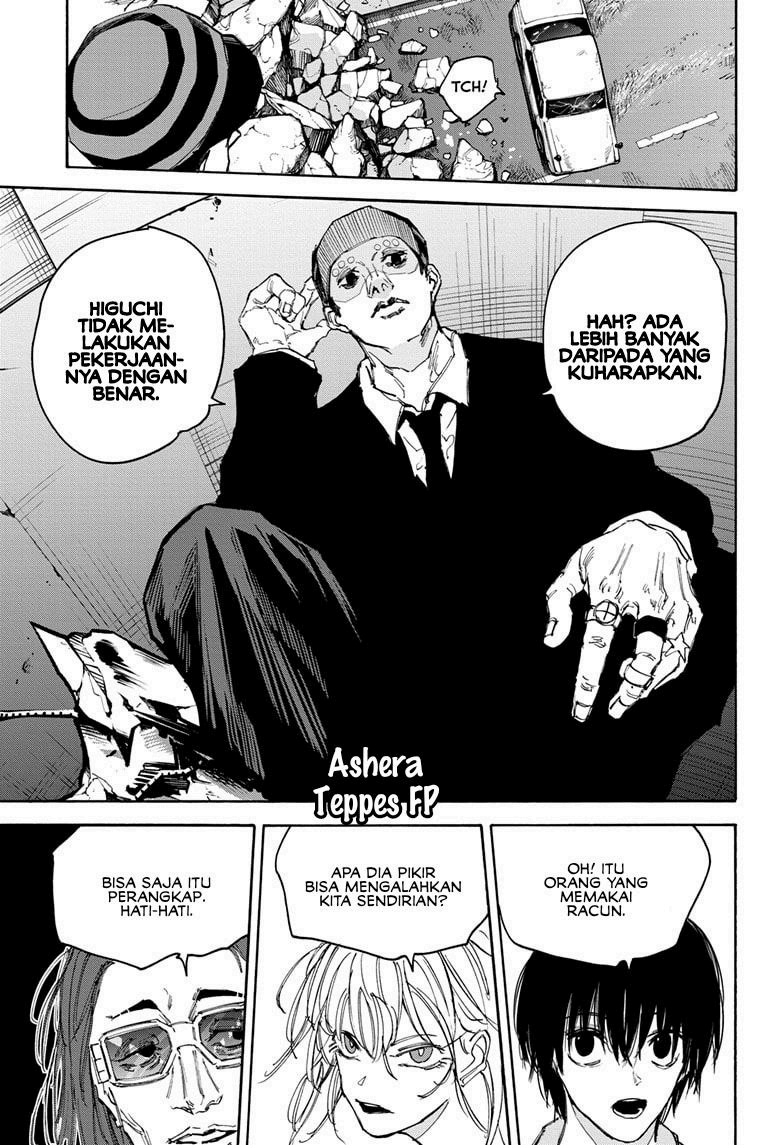 TCH!
HAH? ADA
LEBIH BANYAK
DARIPADA YANG
KUHARAPKAN.
HIGUCHI
TIDAK ME-
LAKUKAN
PEKERJAAN-
NYA DENGAN
BENAR.
Ashera
Teppes FP
OH! ITU
ORANG YANG
MEMAKAI
RACUN.
APA DIA PIKIR
BISA MENGALAHKAN
KITA SENDIRIAN?
BISA SAJA ITU
PERANGKAP.
HATI-HATI.